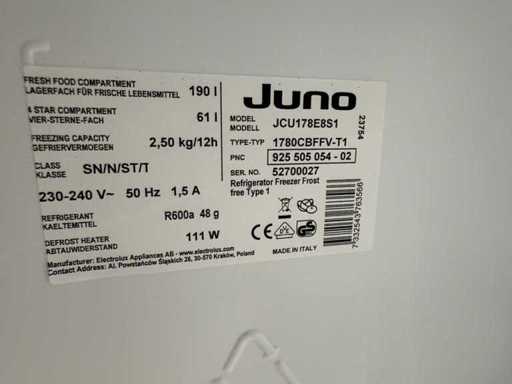 FRESH FOOD COMPARTMENT
LAGERFACH FÜR FRISCHE LEBENSMITTEL 190 l
4 STAR COMPARTMENT
VIER-STERNE-FACH 61 l
FREEZING CAPACITY
GEFRIERVERMOEGEN 2,50 kg/12h
CLASS
KLASSE SN/N/ST/T
230-240 V~ 50 Hz 1,5 A
REFRIGERANT
KAELTEMITTEL R600a 48 g
DEFROST HEATER
ABTAUWIDERSTAND 111 W
Manufacturer: Electrolux Appliances AB - www.electrolux.com
Contact Address: Al. Powstańców Śląskich 26, 30-570 Kraków, Poland
Juno
MODEL
MODELL JCU178E8S1
TYPE-TYP 1780CBFFV-T1
PNC 925 505 054 - 02
SER. NO. 52700027
Refrigerator Freezer Frost
free Type 1
CE
MADE IN ITALY
23754
7332543763566